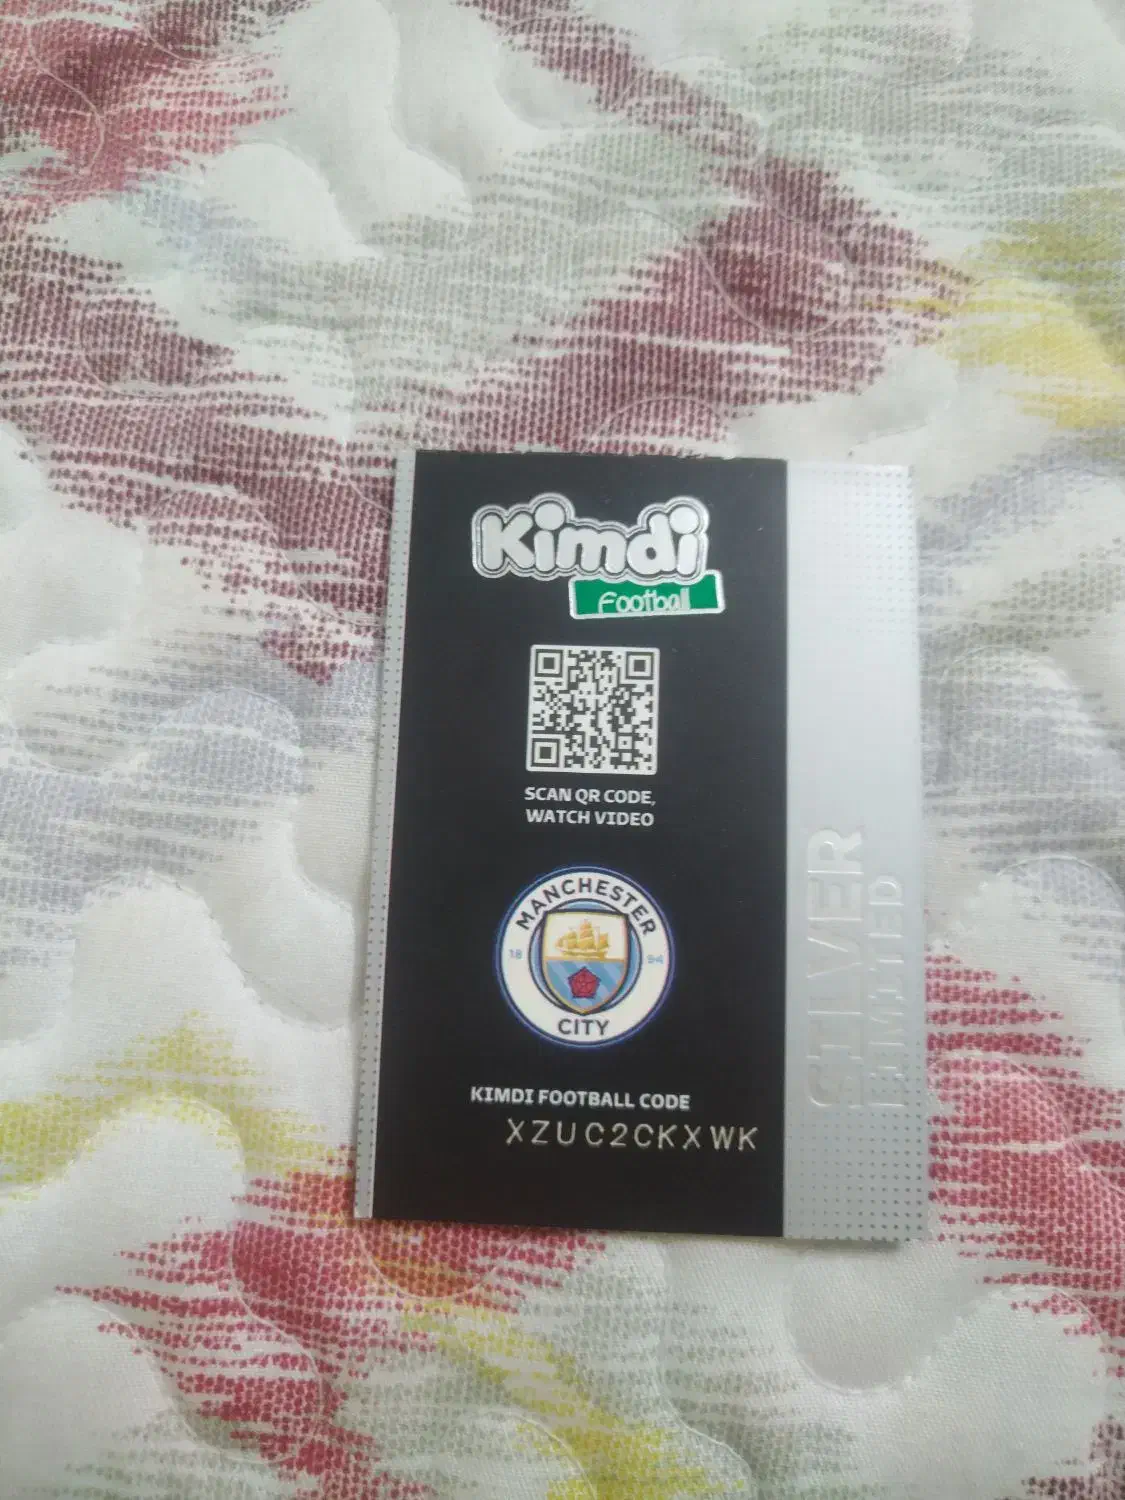 Kimdi
Football
SCAN QR CODE,
WATCH VIDEO
MANCHESTER
18 94
CITY
KIMDI FOOTBALL CODE
XZUC2CKXWK
SILVER
LIMITED